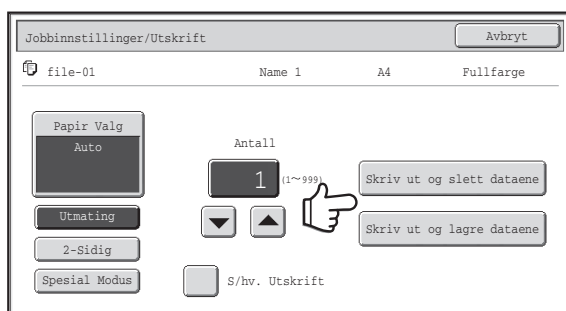 Jobbinnstillinger/Utskrift
Avbryt
file-01 Name 1 A4 Fullfarge
Papir Valg
Auto
Antall
1 (1~999)
Skriv ut og slett dataene
Utmating
Skriv ut og lagre dataene
2-Sidig
Spesial Modus
S/hv. Utskrift